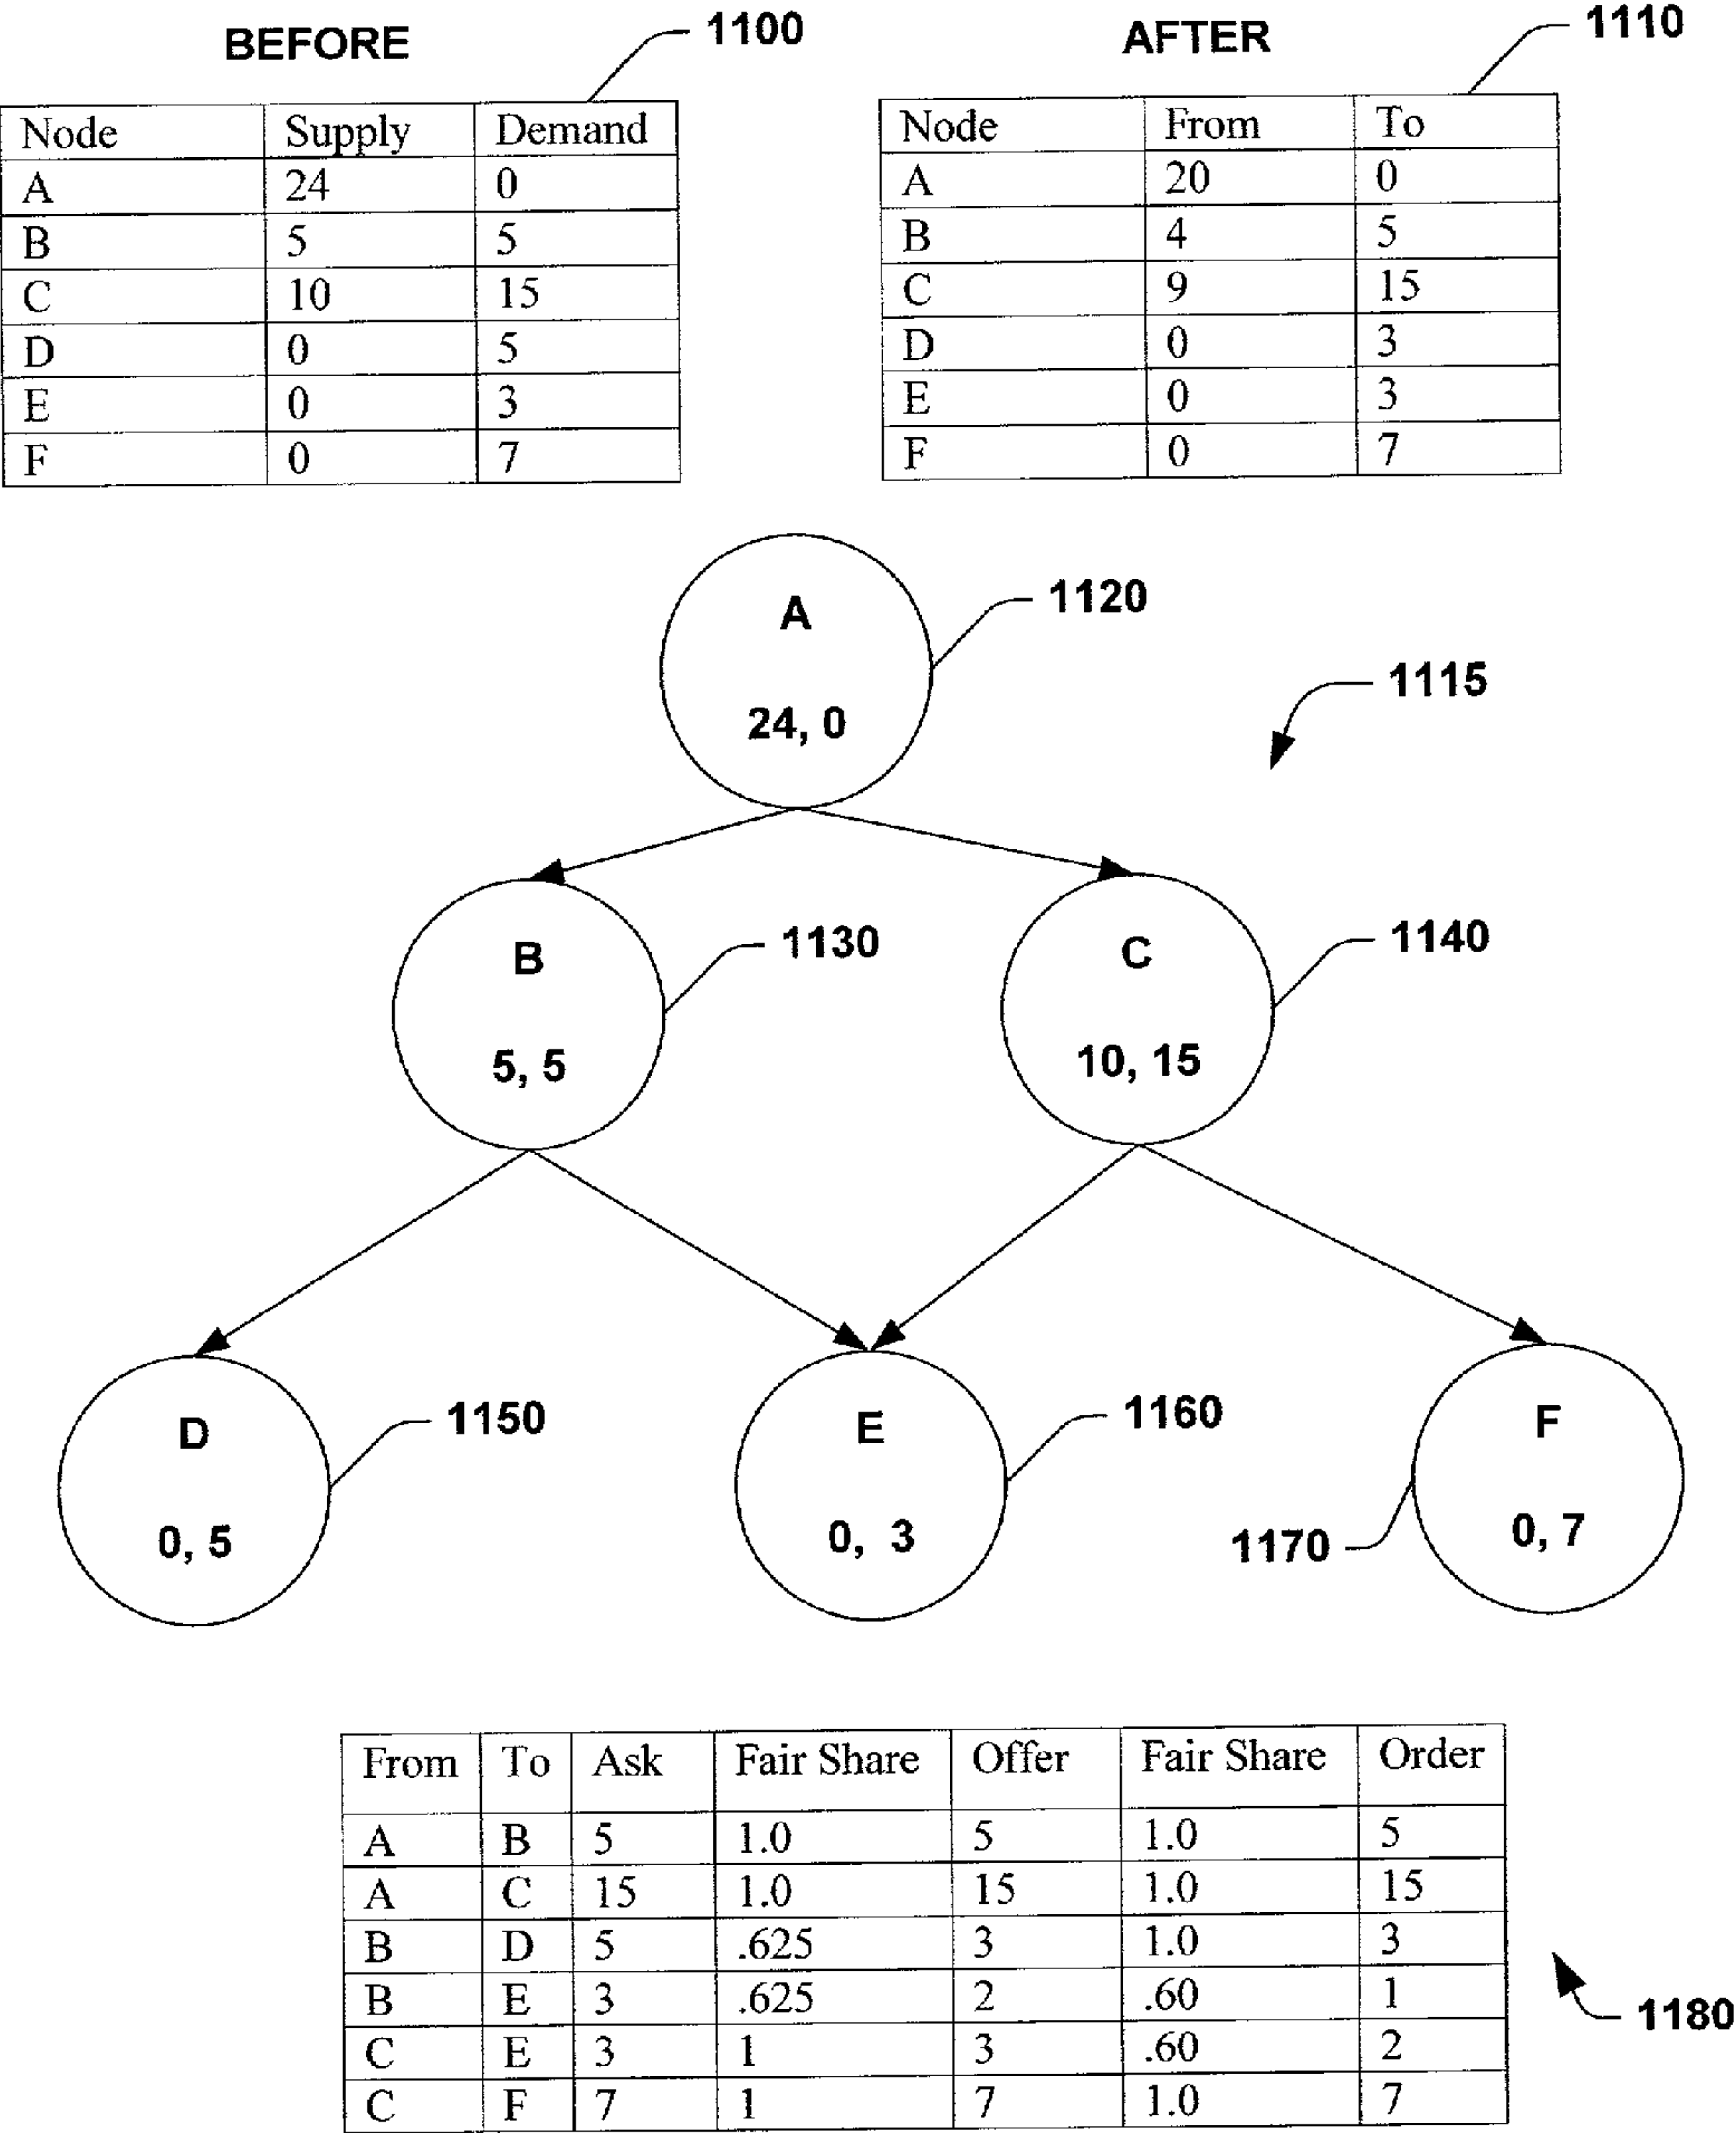 BEFORE 1100 AFTER 1110
Node Supply Demand
A 24 0
B 5 5
C 10 15
D 0 5
E 0 3
F 0 7
Node From To
A 20 0
B 4 5
C 9 15
D 0 3
E 0 3
F 0 7
A 1120
24, 0
1115
B 1130
5, 5
C 1140
10, 15
D 1150
0, 5
E 1160
0, 3
F
1170 0, 7
From To Ask Fair Share Offer Fair Share Order
A B 5 1.0 5 1.0 5
A C 15 1.0 15 1.0 15
B D 5 .625 3 1.0 3
B E 3 .625 2 .60 1
C E 3 1 3 .60 2
C F 7 1 7 1.0 7
1180